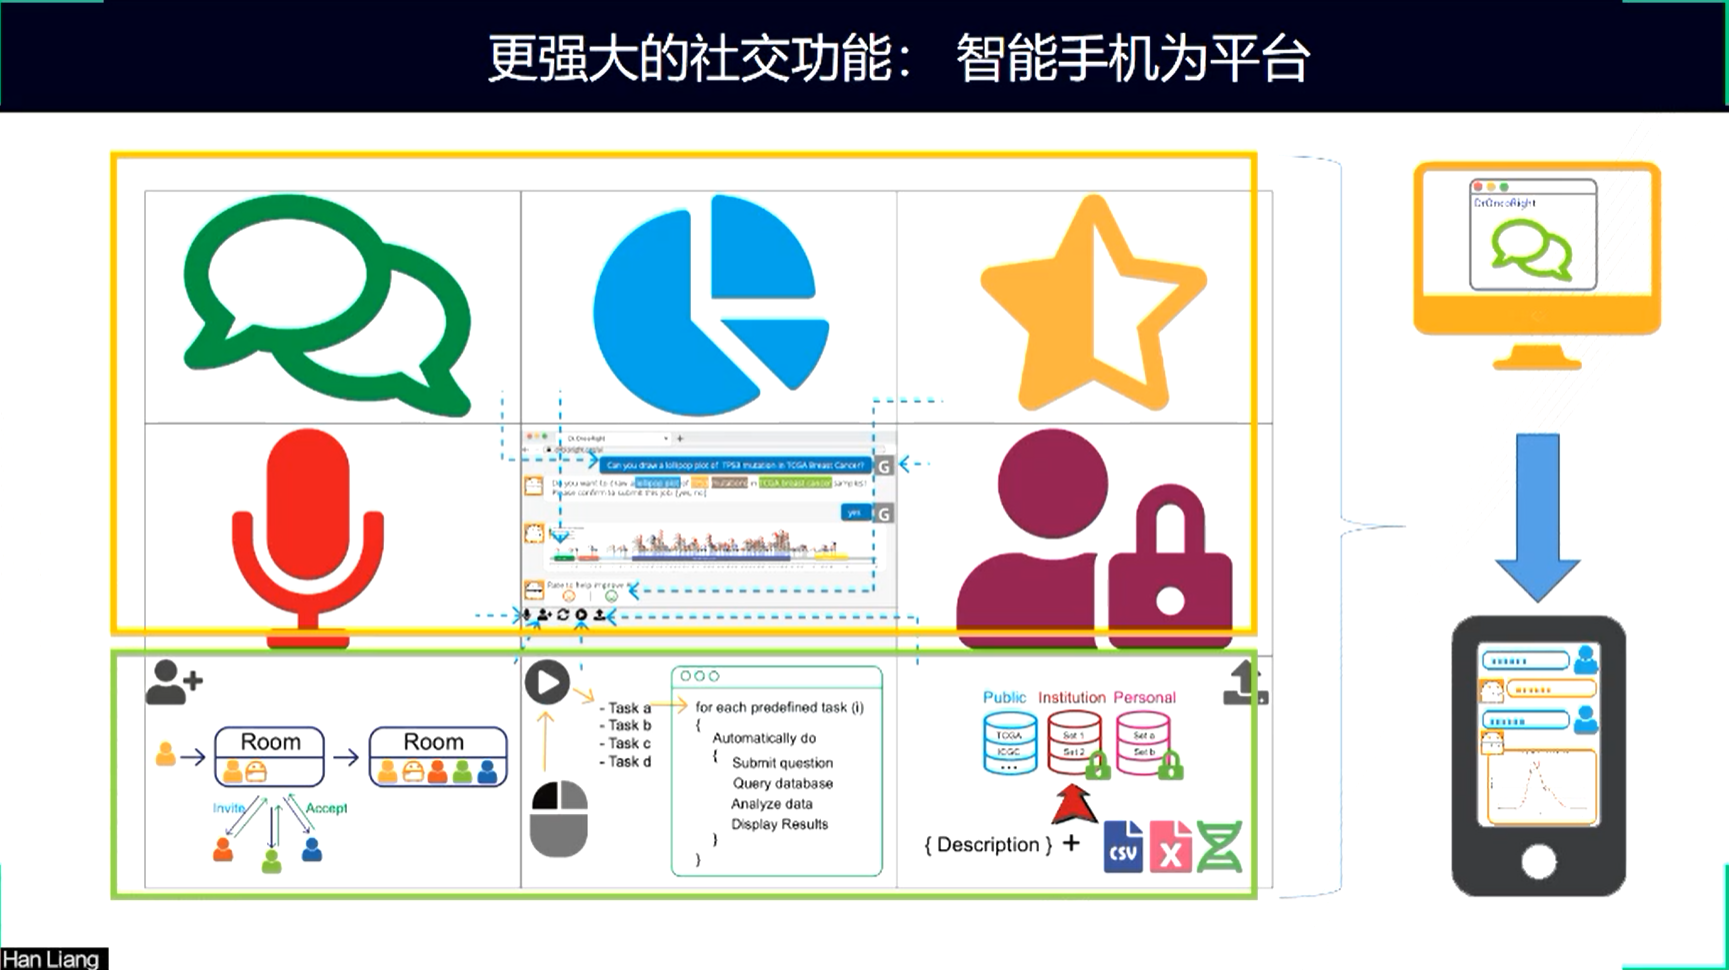 更强大的社交功能： 智能手机为平台
DrOncoRight
Dr.OncoRight
Can you draw a lollipop plot of TP53 mutation in TCGA Breast Cancer?
G
Do you want to draw a lollipop plot of TP53 mutations in TCGA breast cancer samples?
Please confirm to submit this job [yes, no]
yes
G
Rate to help improve
Room
Room
Invite
Accept
- Task a
- Task b
- Task c
- Task d
for each predefined task (i)
{
Automatically do
{ Submit question
Query database
Analyze data
Display Results
}
}
Public Institution Personal
TCGA
ICGC
...
Set 1
Set 2
Set a
Set b
{ Description } +
CSV
X
Han Liang